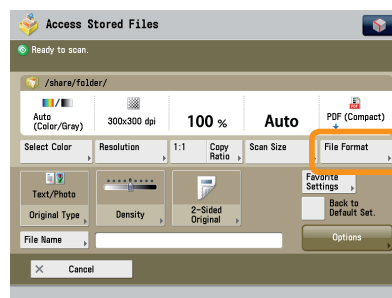 Access Stored Files
Ready to scan.
/share/folder/
Auto
(Color/Gray)
300x300 dpi
100 %
Auto
PDF (Compact)
Select Color
Resolution
1:1
Copy
Ratio
Scan Size
File Format
Text/Photo
Original Type
Density
2-Sided
Original
Favorite
Settings
Back to
Default Set.
File Name
Options
Cancel